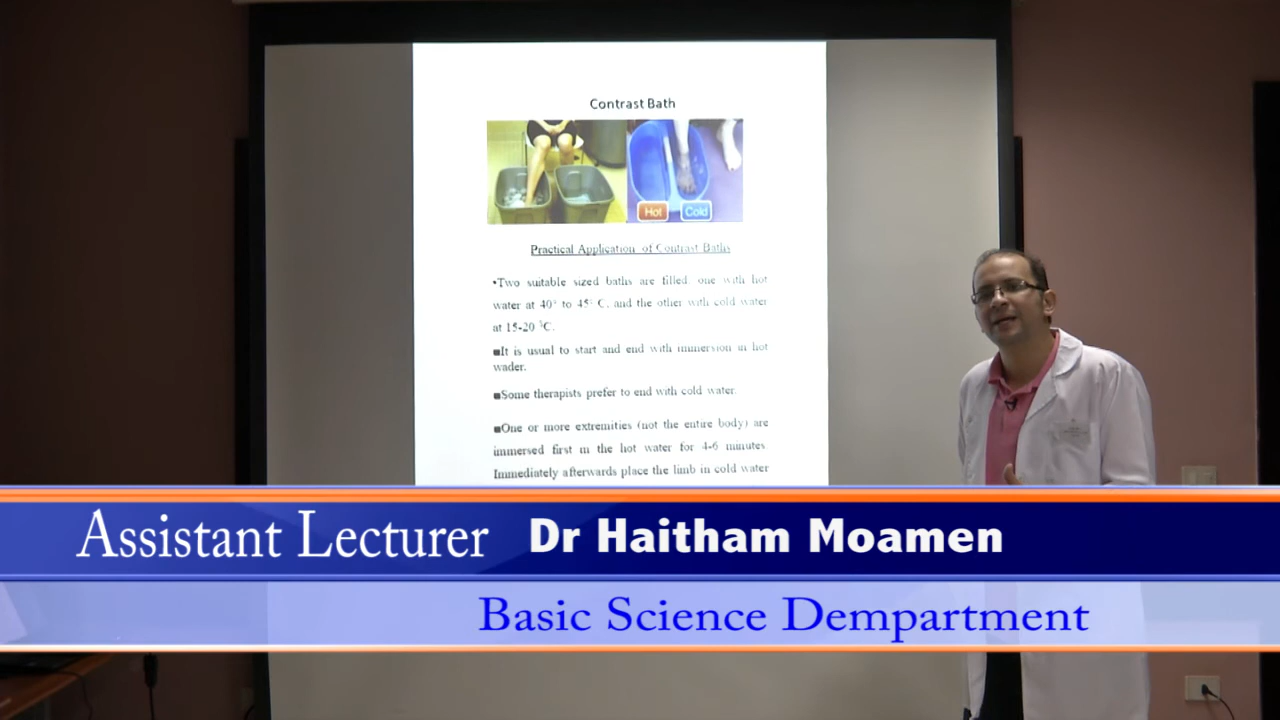 Contrast Bath
Hot Cold
Practical Application of Contrast Baths
•Two suitable sized baths are filled, one with hot
water at 40° to 45° C, and the other with cold water
at 15-20 °C.
■It is usual to start and end with immersion in hot
wader.
■Some therapists prefer to end with cold water.
■One or more extremities (not the entire body) are
immersed first in the hot water for 4-6 minutes.
Immediately afterwards place the limb in cold water
Assistant Lecturer Dr Haitham Moamen
Basic Science Dempartment